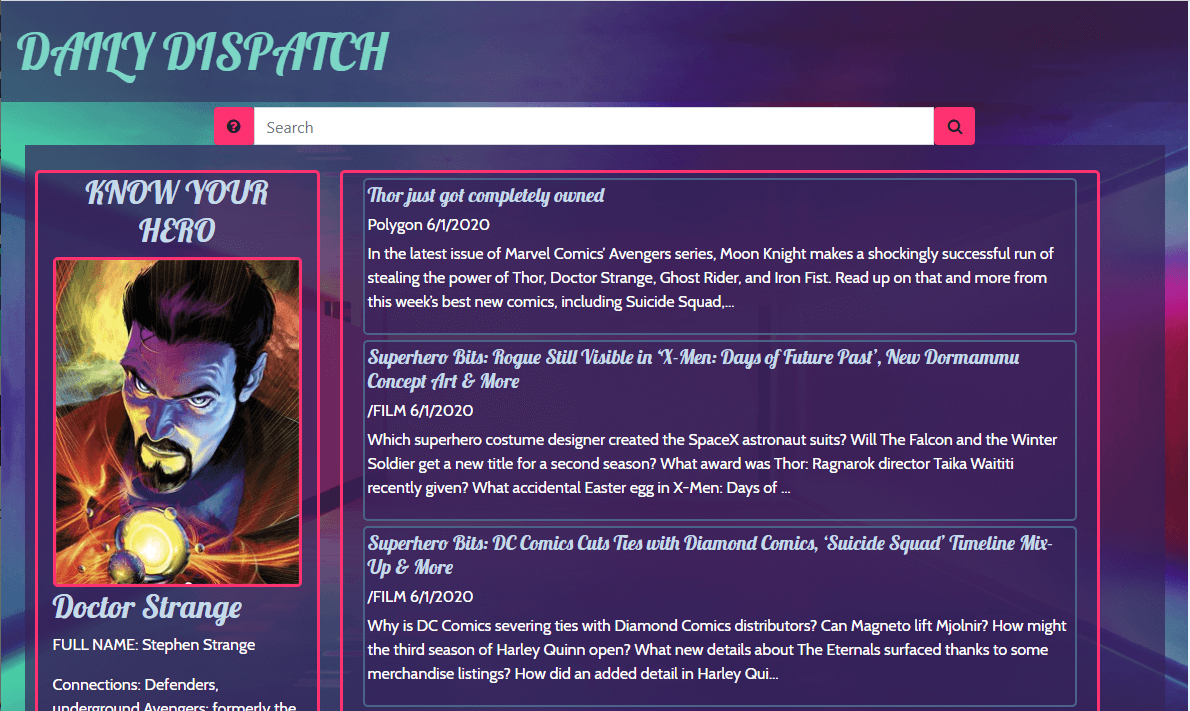 DAILY DISPATCH
Search
KNOW YOUR
HERO
Doctor Strange
FULL NAME: Stephen Strange
Connections: Defenders,
underground Avengers; formerly the
Thor just got completely owned
Polygon 6/1/2020
In the latest issue of Marvel Comics' Avengers series, Moon Knight makes a shockingly successful run of
stealing the power of Thor, Doctor Strange, Ghost Rider, and Iron Fist. Read up on that and more from
this week's best new comics, including Suicide Squad,...
Superhero Bits: Rogue Still Visible in ‘X-Men: Days of Future Past’, New Dormammu
Concept Art & More
/FILM 6/1/2020
Which superhero costume designer created the SpaceX astronaut suits? Will The Falcon and the Winter
Soldier get a new title for a second season? What award was Thor: Ragnarok director Taika Waititi
recently given? What accidental Easter egg in X-Men: Days of ...
Superhero Bits: DC Comics Cuts Ties with Diamond Comics, ‘Suicide Squad’ Timeline Mix-
Up & More
/FILM 6/1/2020
Why is DC Comics severing ties with Diamond Comics distributors? Can Magneto lift Mjolnir? How might
the third season of Harley Quinn open? What new details about The Eternals surfaced thanks to some
merchandise listings? How did an added detail in Harley Qui...